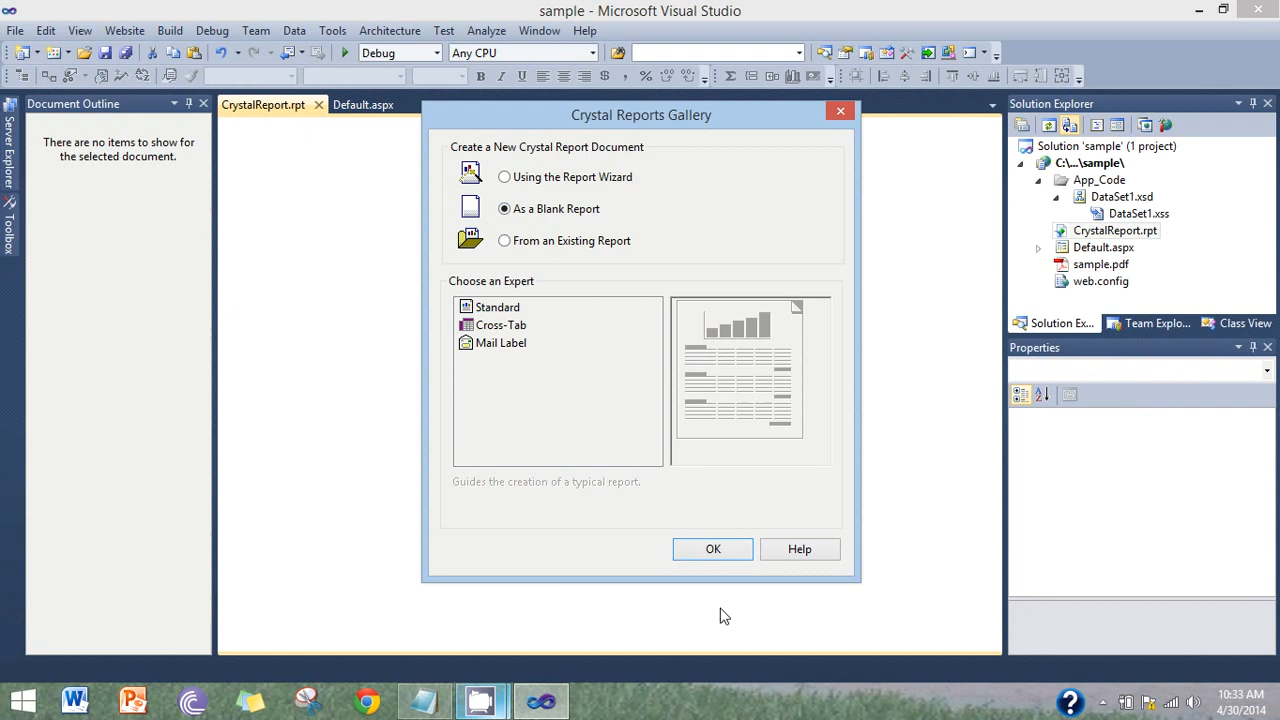 sample - Microsoft Visual Studio
File Edit View Website Build Debug Team Data Tools Architecture Test Analyze Window Help
Debug Any CPU
Document Outline
CrystalReport.rpt Default.aspx
There are no items to show for
the selected document.
Server Explorer
Toolbox
Crystal Reports Gallery
Create a New Crystal Report Document
Using the Report Wizard
As a Blank Report
From an Existing Report
Choose an Expert
Standard
Cross-Tab
Mail Label
Guides the creation of a typical report.
OK Help
Solution Explorer
Solution 'sample' (1 project)
C:\...\sample\
App_Code
DataSet1.xsd
DataSet1.xss
CrystalReport.rpt
Default.aspx
sample.pdf
web.config
Solution Ex... Team Explo... Class View
Properties
10:33 AM
4/30/2014